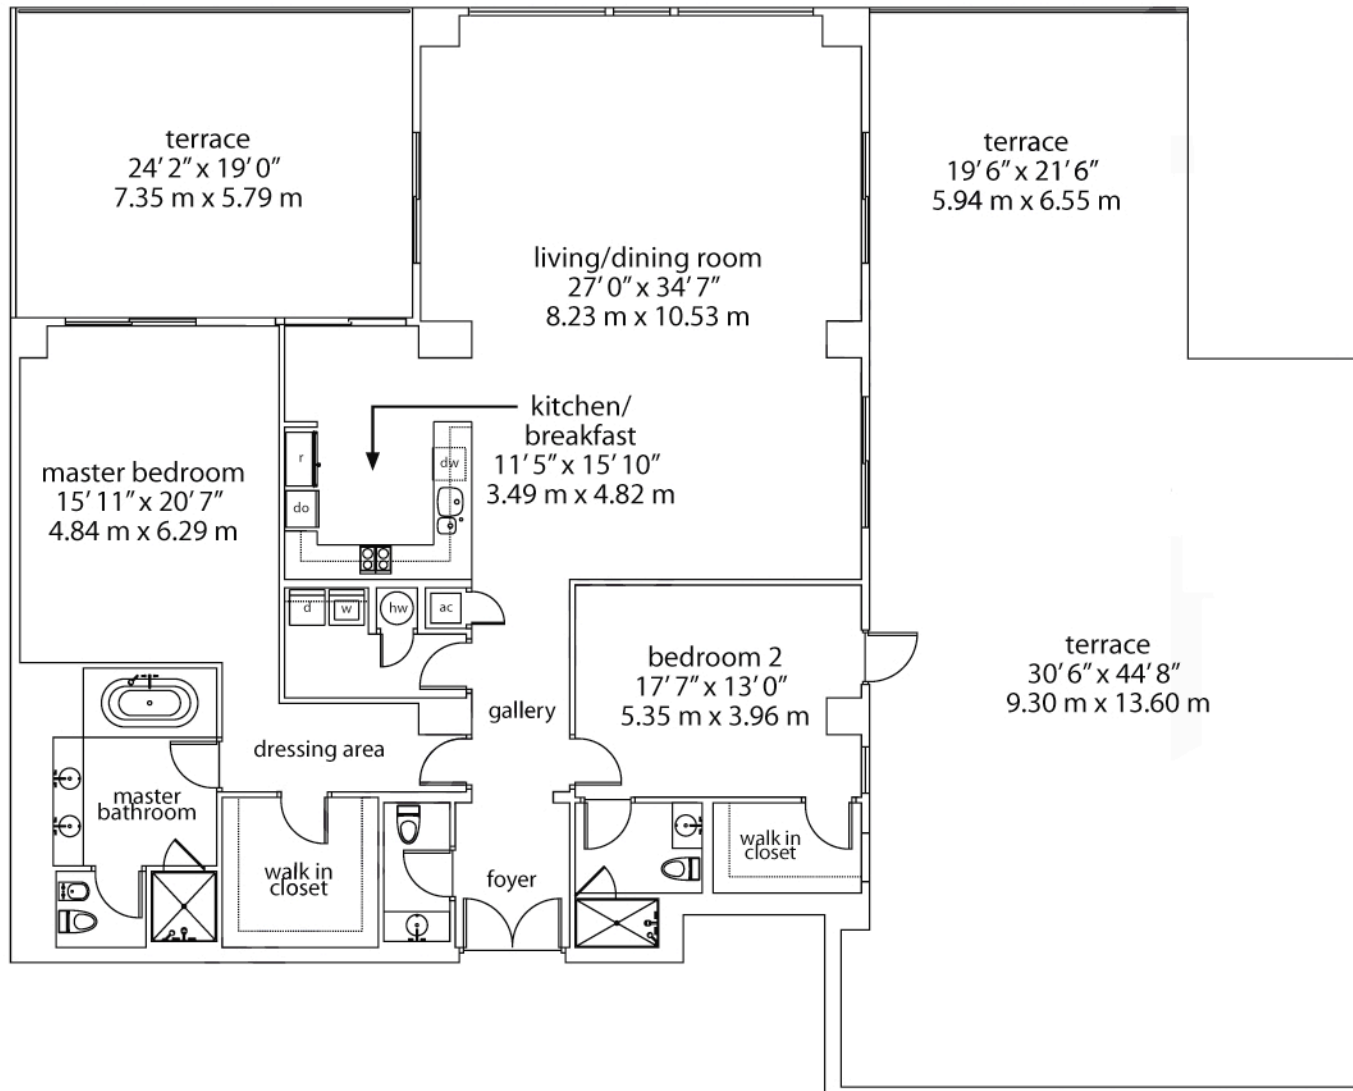 terrace
24' 2" x 19' 0"
7.35 m x 5.79 m
terrace
19' 6" x 21' 6"
5.94 m x 6.55 m
living/dining room
27' 0" x 34' 7"
8.23 m x 10.53 m
kitchen/
breakfast
11' 5" x 15' 10"
3.49 m x 4.82 m
r
dw
do
master bedroom
15' 11" x 20' 7"
4.84 m x 6.29 m
d
w
hw
ac
bedroom 2
17' 7" x 13' 0"
5.35 m x 3.96 m
terrace
30' 6" x 44' 8"
9.30 m x 13.60 m
gallery
dressing area
master
bathroom
walk in
closet
foyer
walk in
closet